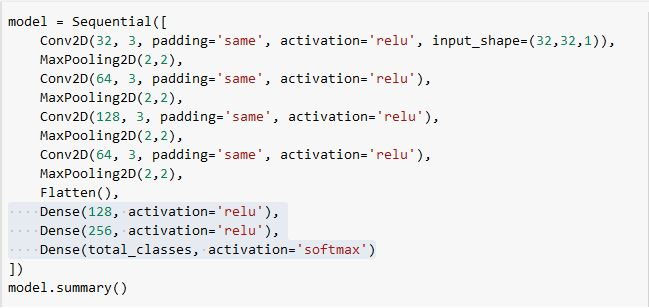 model = Sequential([
    Conv2D(32, 3, padding='same', activation='relu', input_shape=(32,32,1)),
    MaxPooling2D(2,2),
    Conv2D(64, 3, padding='same', activation='relu'),
    MaxPooling2D(2,2),
    Conv2D(128, 3, padding='same', activation='relu'),
    MaxPooling2D(2,2),
    Conv2D(64, 3, padding='same', activation='relu'),
    MaxPooling2D(2,2),
    Flatten(),
    Dense(128, activation='relu'),
    Dense(256, activation='relu'),
    Dense(total_classes, activation='softmax')
])
model.summary()